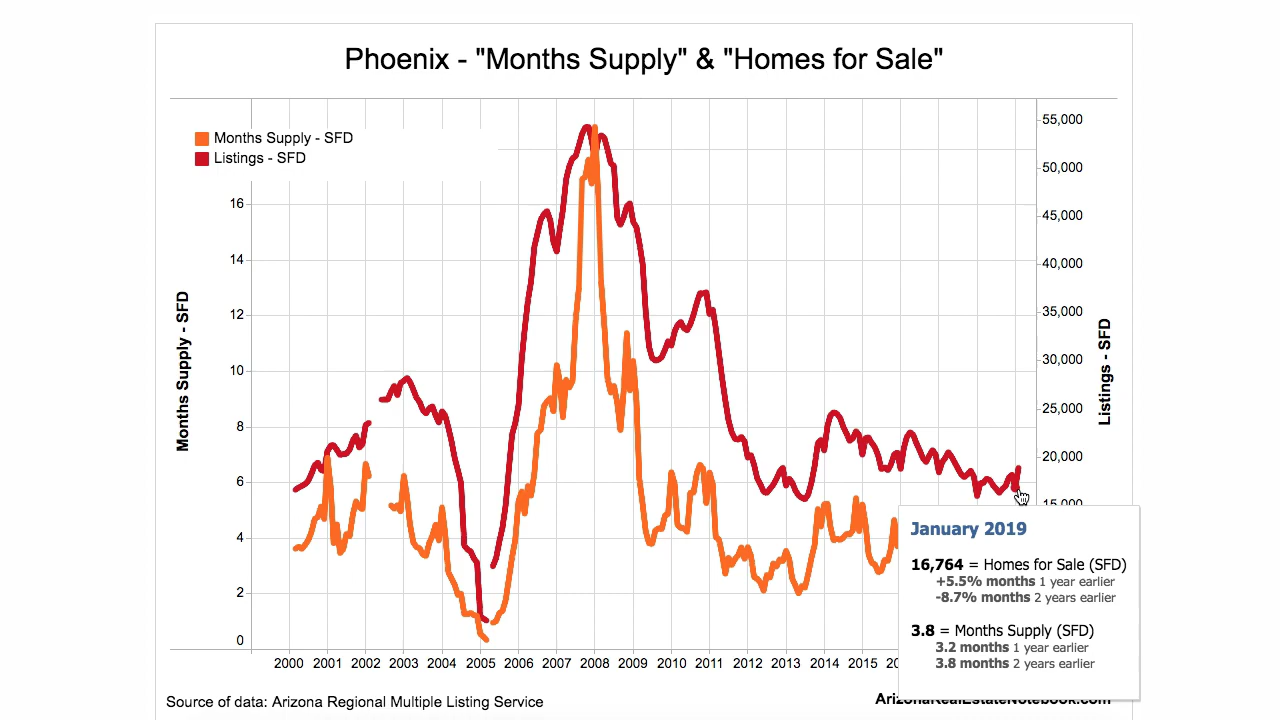 Phoenix - "Months Supply" & "Homes for Sale"
Months Supply - SFD
Listings - SFD
55,000
50,000
45,000
40,000
35,000
30,000
25,000
20,000
15,000
16
14
12
10
8
6
4
2
0
Months Supply - SFD
Listings - SFD
January 2019
16,764 = Homes for Sale (SFD)
+5.5% months 1 year earlier
-8.7% months 2 years earlier
3.8 = Months Supply (SFD)
3.2 months 1 year earlier
3.8 months 2 years earlier
2000 2001 2002 2003 2004 2005 2006 2007 2008 2009 2010 2011 2012 2013 2014 2015
Source of data: Arizona Regional Multiple Listing Service
ArizonaRealEstateNotebook.com